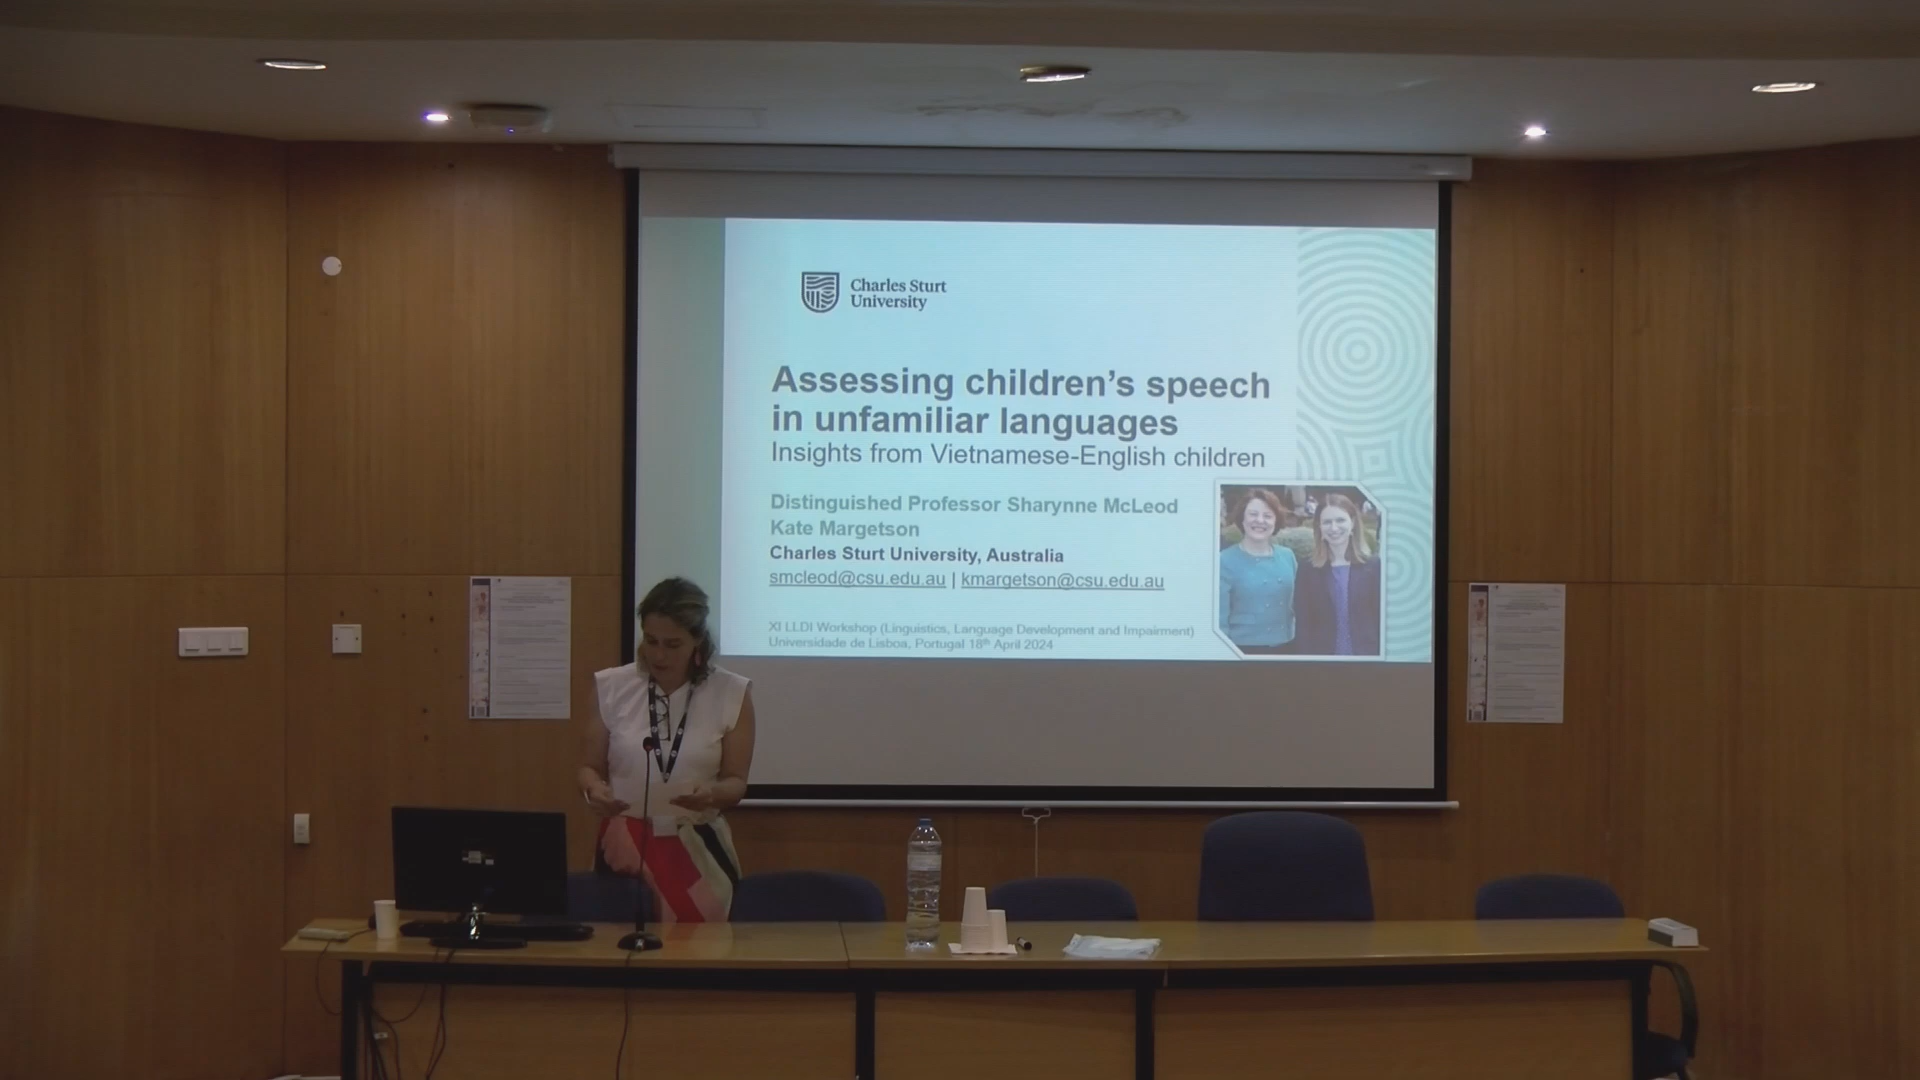 Charles Sturt
University
Assessing children's speech
in unfamiliar languages
Insights from Vietnamese-English children
Distinguished Professor Sharynne McLeod
Kate Margetson
Charles Sturt University, Australia
smcleod@csu.edu.au | kmargetson@csu.edu.au
XI LLDI Workshop (Linguistics, Language Development and Impairment)
Universidade de Lisboa, Portugal 18th April 2024